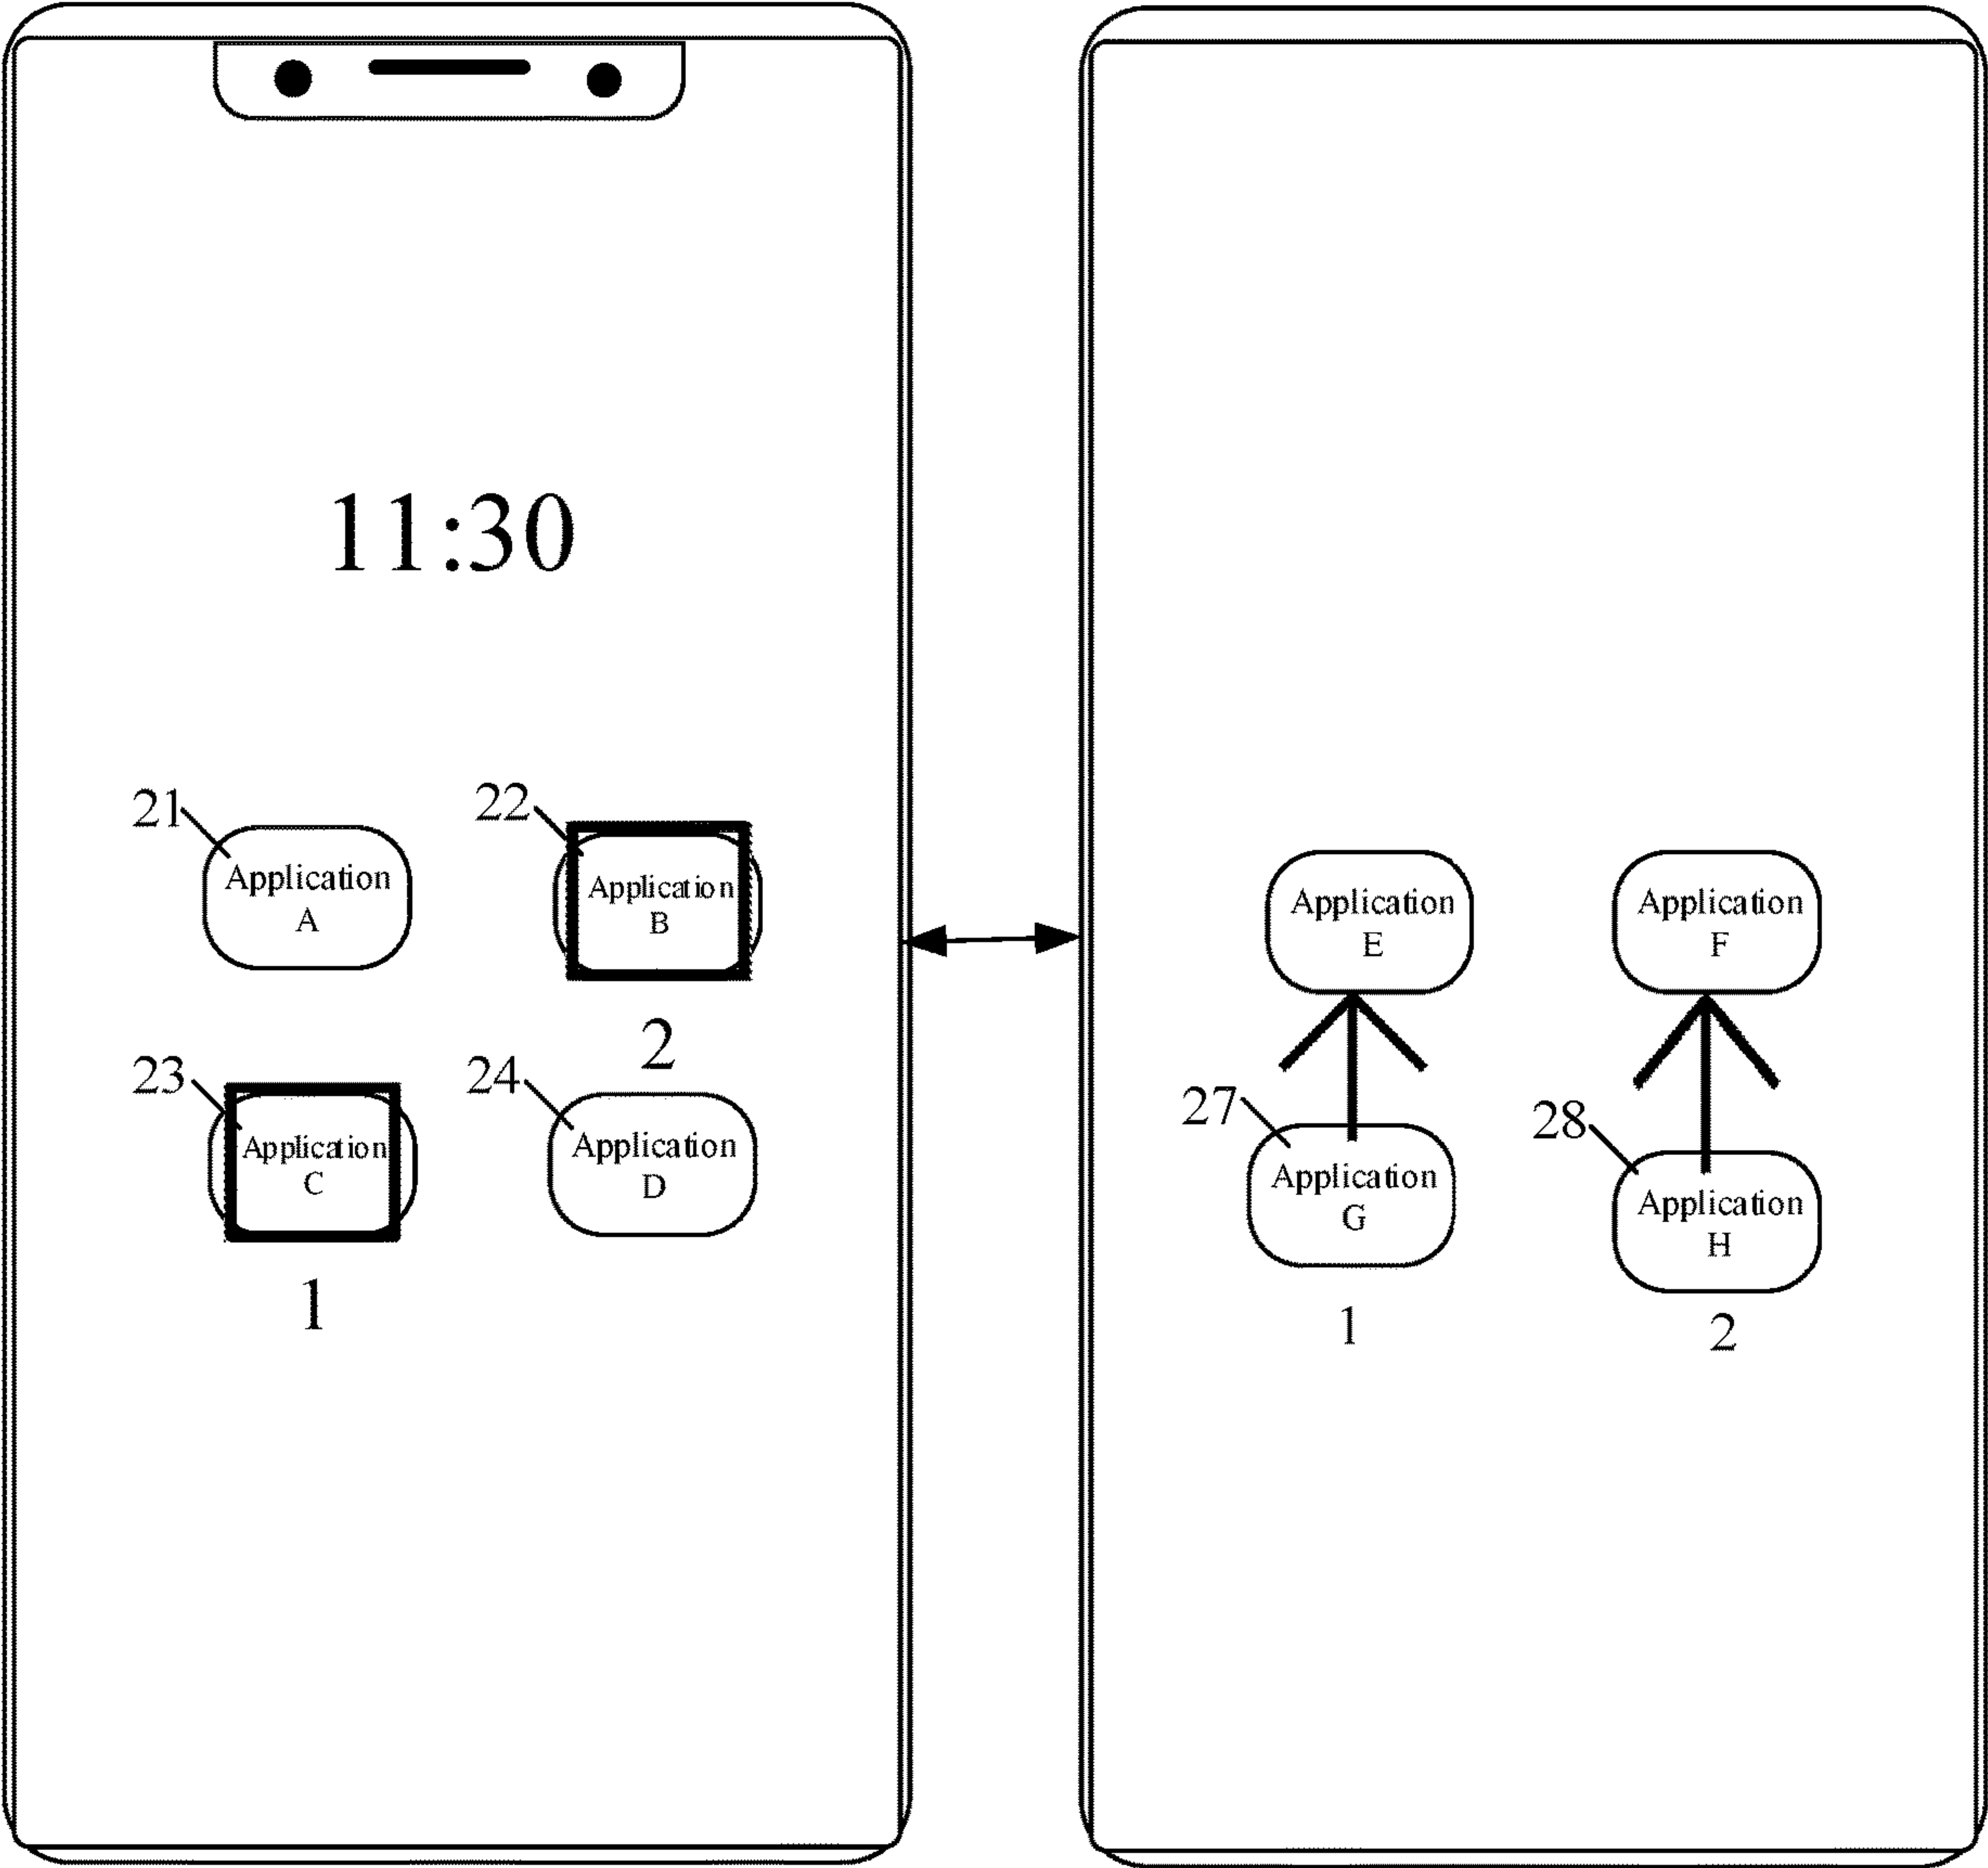 11:30
21
Application
A
22
Application
B
2
23
Application
C
1
24
Application
D
Application
E
Application
F
27
Application
G
1
28
Application
H
2